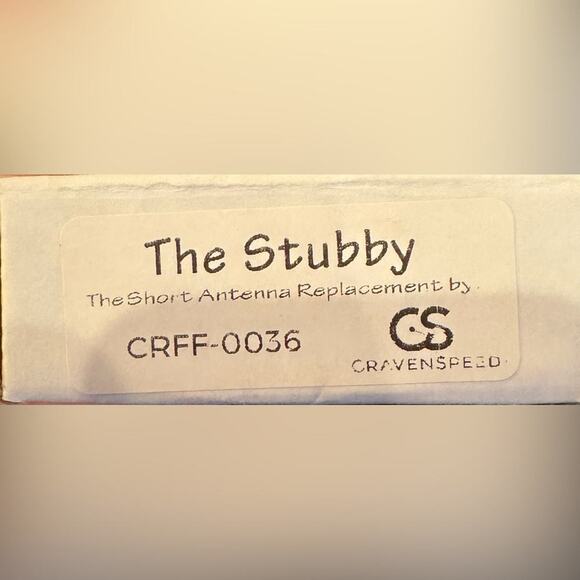 The Stubby
The Short Antenna Replacement by
CRFF-0036
CS
CRAVENSPEED